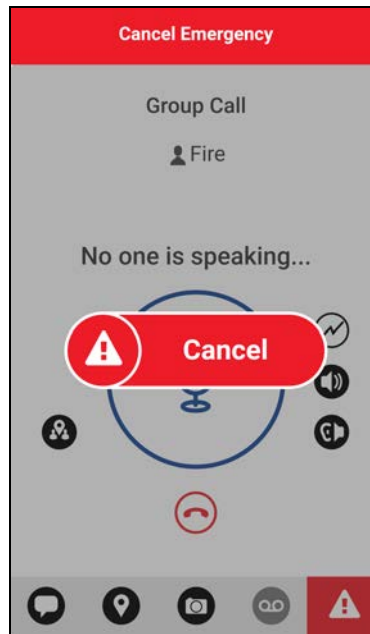 Cancel Emergency
Group Call
Fire
No one is speaking...
Cancel